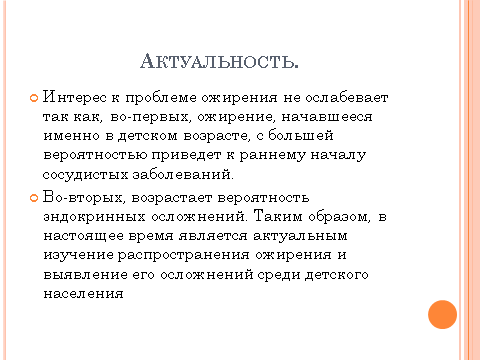 Актуальность.
Интерес к проблеме ожирения не ослабевает
так как, во-первых, ожирение, начавшееся
именно в детском возрасте, с большей
вероятностью приведет к раннему началу
сосудистых заболеваний.
Во-вторых, возрастает вероятность
эндокринных осложнений. Таким образом, в
настоящее время является актуальным
изучение распространения ожирения и
выявление его осложнений среди детского
населения